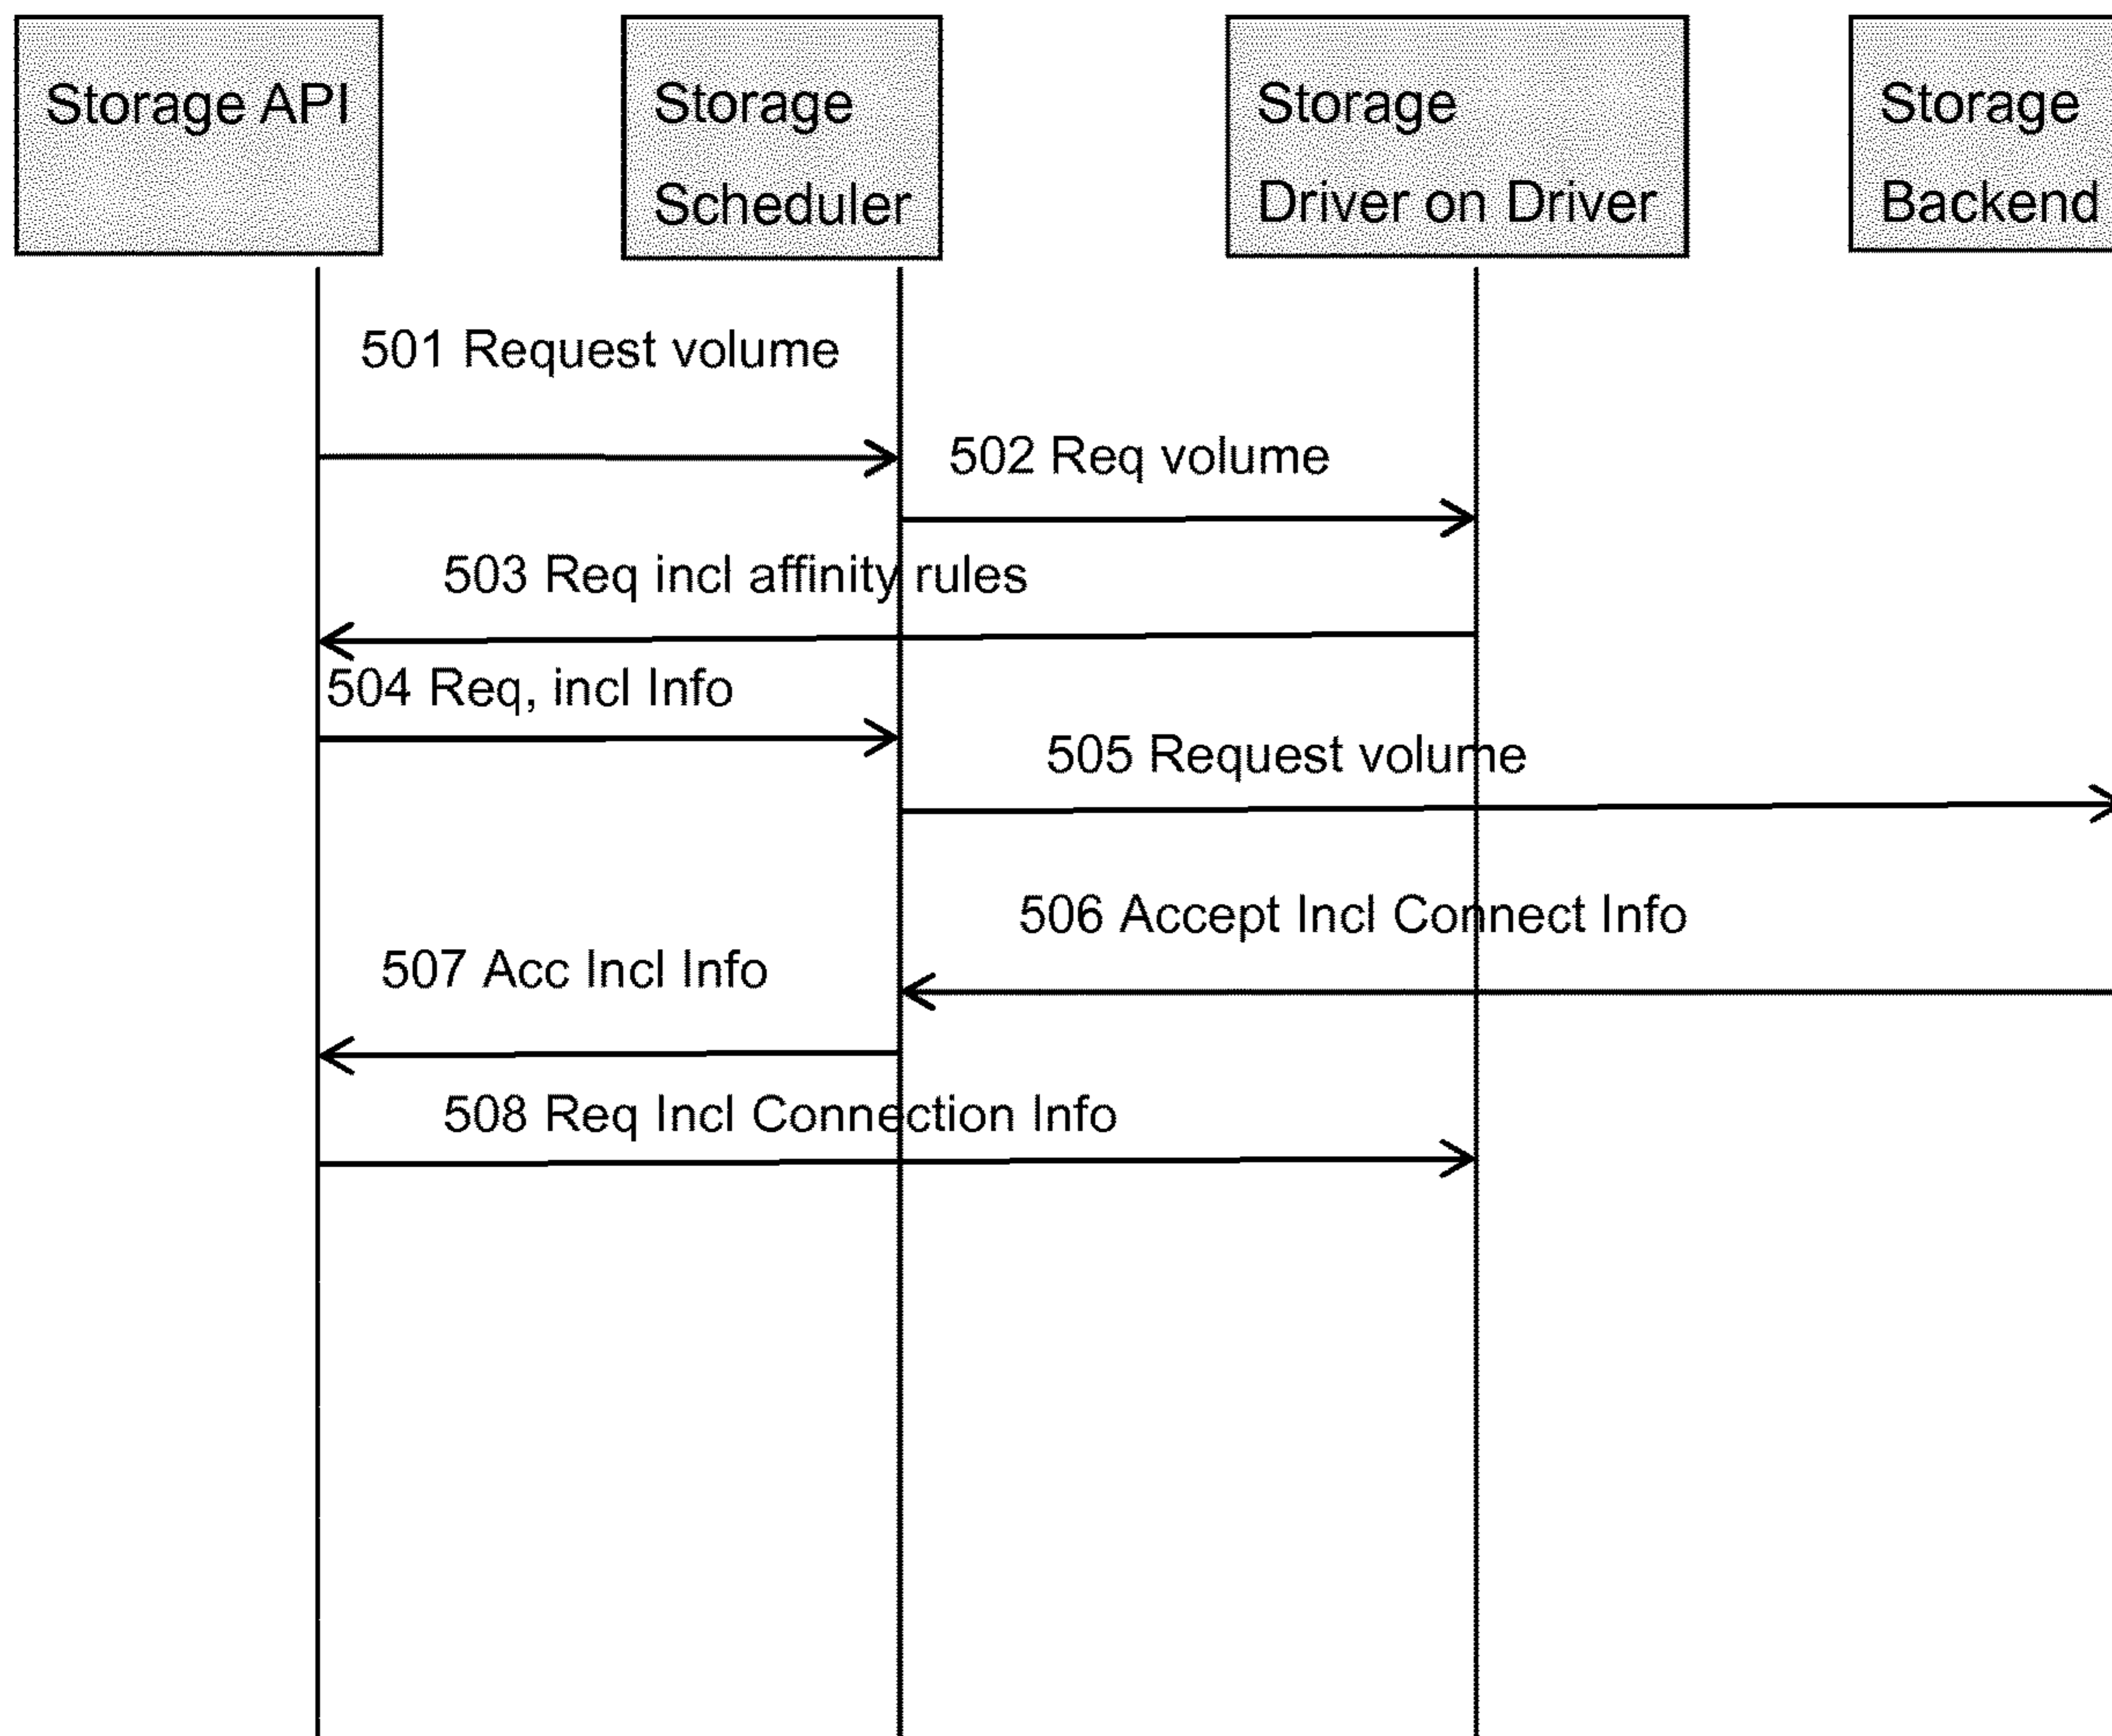 Storage API
Storage
Scheduler
Storage
Driver on Driver
Storage
Backend
501 Request volume
502 Req volume
503 Req incl affinity rules
504 Req, incl Info
505 Request volume
506 Accept Incl Connect Info
507 Acc Incl Info
508 Req Incl Connection Info